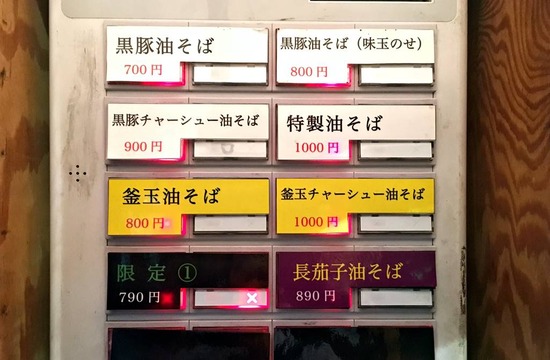 黒豚油そば
700円
黒豚油そば（味玉のせ）
800円
黒豚チャーシュー油そば
900円
特製油そば
1000円
釜玉油そば
800円
釜玉チャーシュー油そば
1000円
限定①
790円
×
長茄子油そば
890円